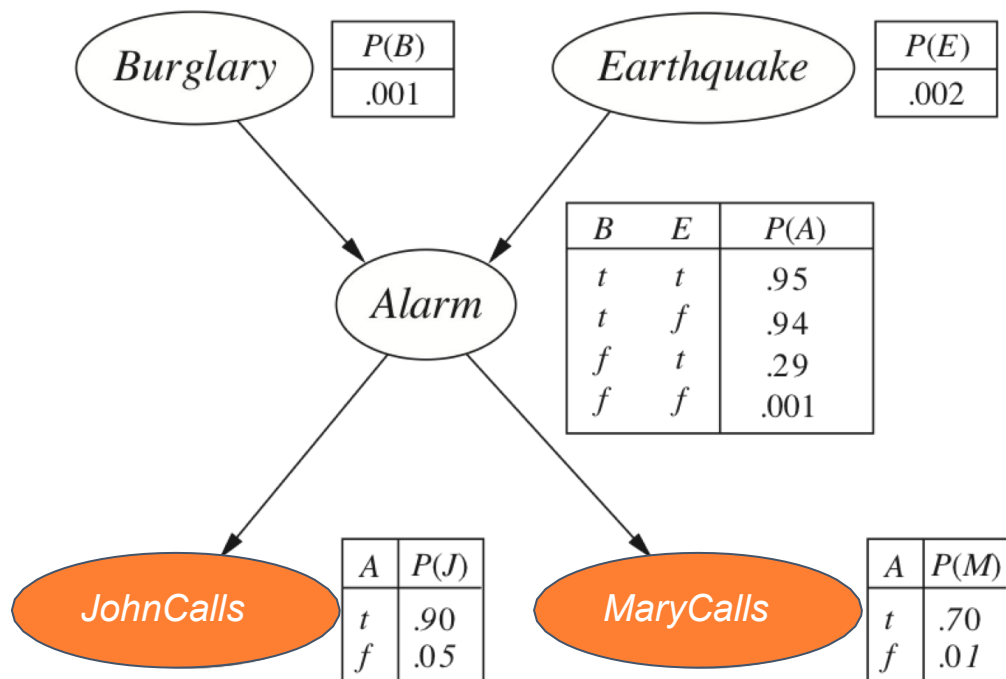 Burglary
P(B)
.001
Earthquake
P(E)
.002
B E P(A)
t t .95
t f .94
f t .29
f f .001
Alarm
JohnCalls
A P(J)
t .90
f .05
MaryCalls
A P(M)
t .70
f .01